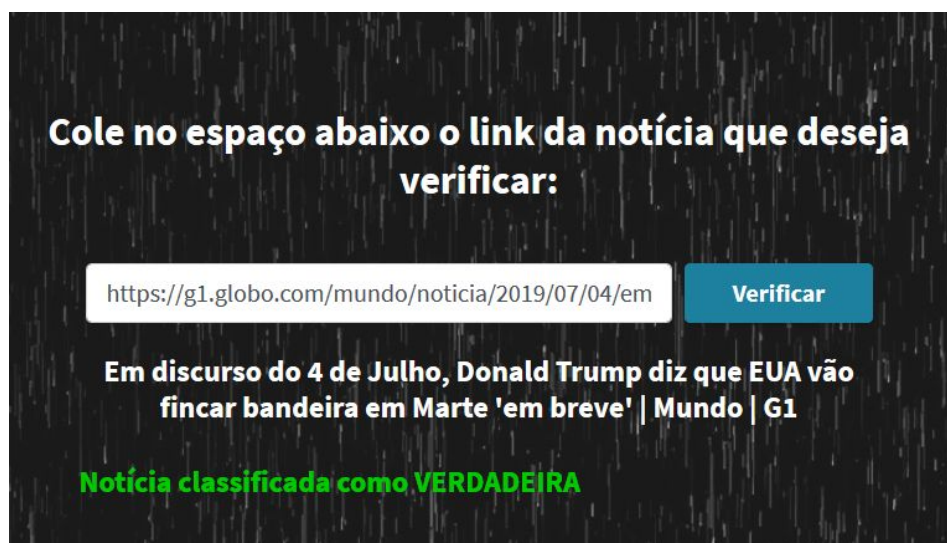 Cole no espaço abaixo o link da notícia que deseja
verificar:
https://g1.globo.com/mundo/noticia/2019/07/04/em
Verificar
Em discurso do 4 de Julho, Donald Trump diz que EUA vão
fincar bandeira em Marte 'em breve' | Mundo | G1
Notícia classificada como VERDADEIRA